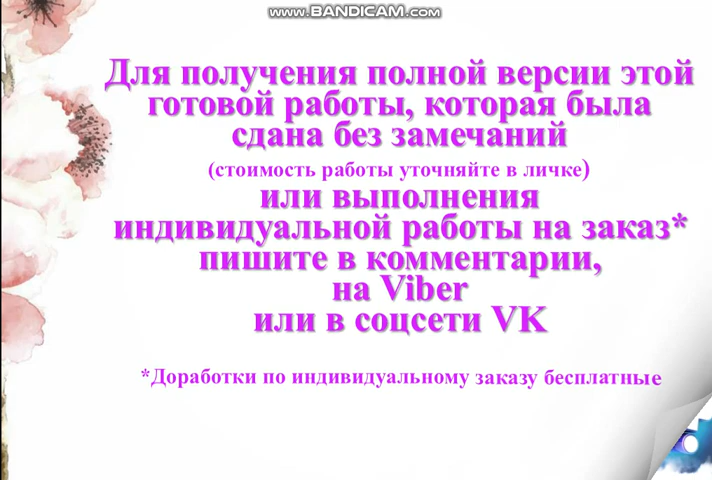 www.BANDICAM.com
Для получения полной версии этой
готовой работы, которая была
сдана без замечаний
(стоимость работы уточняйте в личке)
или выполнения
индивидуальной работы на заказ*
пишите в комментарии,
на Viber
или в соцсети VK
*Доработки по индивидуальному заказу бесплатные